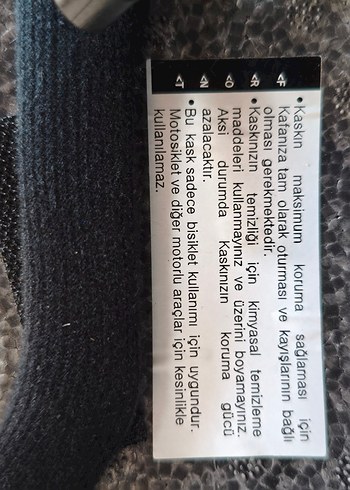 <F
<R
<O
<N
<T
• Kaskın maksimum koruma sağlaması için
Kafanıza tam olarak oturması ve kayışlarının bağlı
olması gerekmektedir.
• Kaskınızın temizliği için kimyasal temizleme
maddeleri kullanmayınız ve üzerini boyamayınız.
Aksi durumda Kaskınızın koruma gücü
azalacaktır.
• Bu kask sadece bisiklet kullanımı için uygundur.
Motosiklet ve diğer motorlu araçlar için kesinlikle
kullanılamaz.